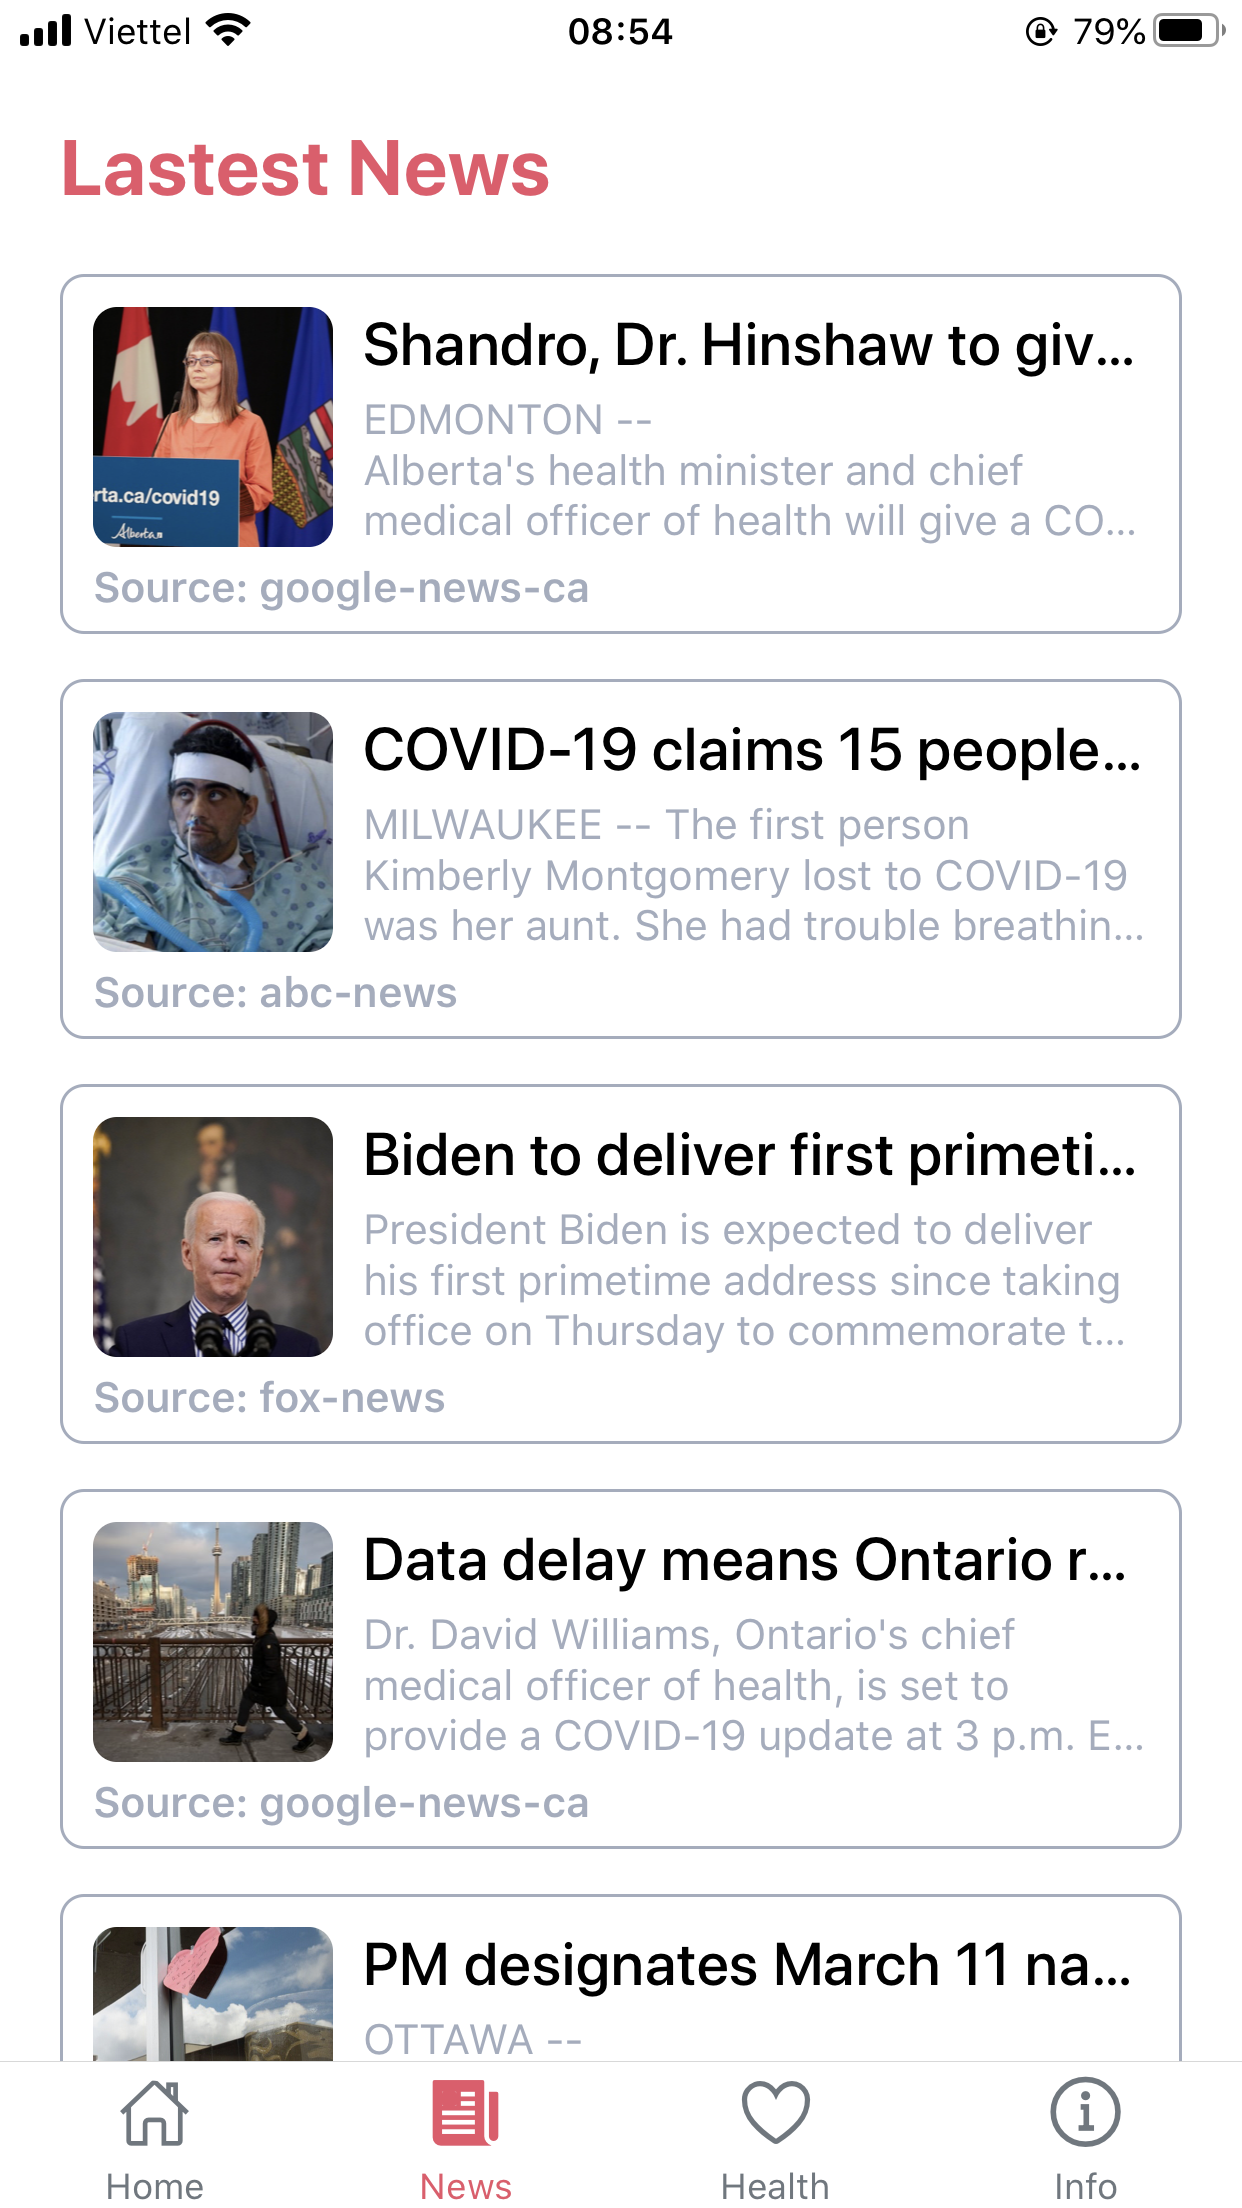 Viettel 08:54 79%
Lastest News
Shandro, Dr. Hinshaw to giv...
EDMONTON --
Alberta's health minister and chief
medical officer of health will give a CO...
rta.ca/covid19
Alberta
Source: google-news-ca
COVID-19 claims 15 people...
MILWAUKEE -- The first person
Kimberly Montgomery lost to COVID-19
was her aunt. She had trouble breathin...
Source: abc-news
Biden to deliver first primeti...
President Biden is expected to deliver
his first primetime address since taking
office on Thursday to commemorate t...
Source: fox-news
Data delay means Ontario r...
Dr. David Williams, Ontario's chief
medical officer of health, is set to
provide a COVID-19 update at 3 p.m. E...
Source: google-news-ca
PM designates March 11 na...
OTTAWA --
Home News Health Info